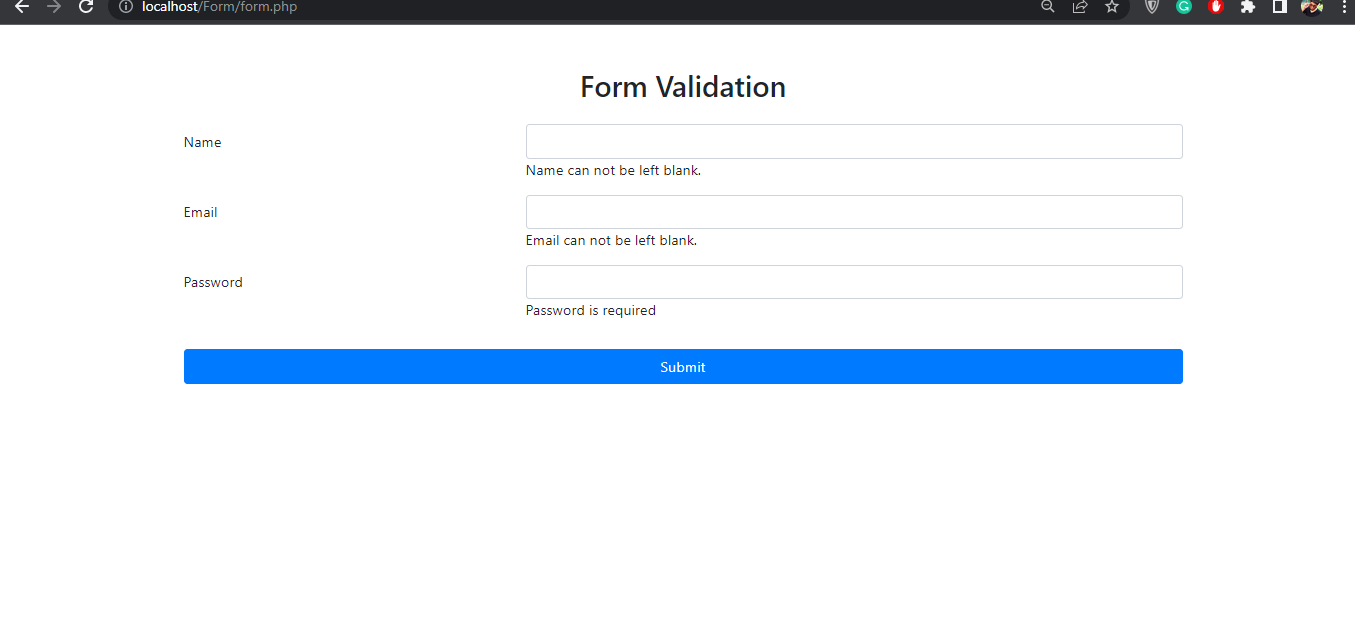 localhost/Form/form.php
Form Validation
Name
Name can not be left blank.
Email
Email can not be left blank.
Password
Password is required
Submit